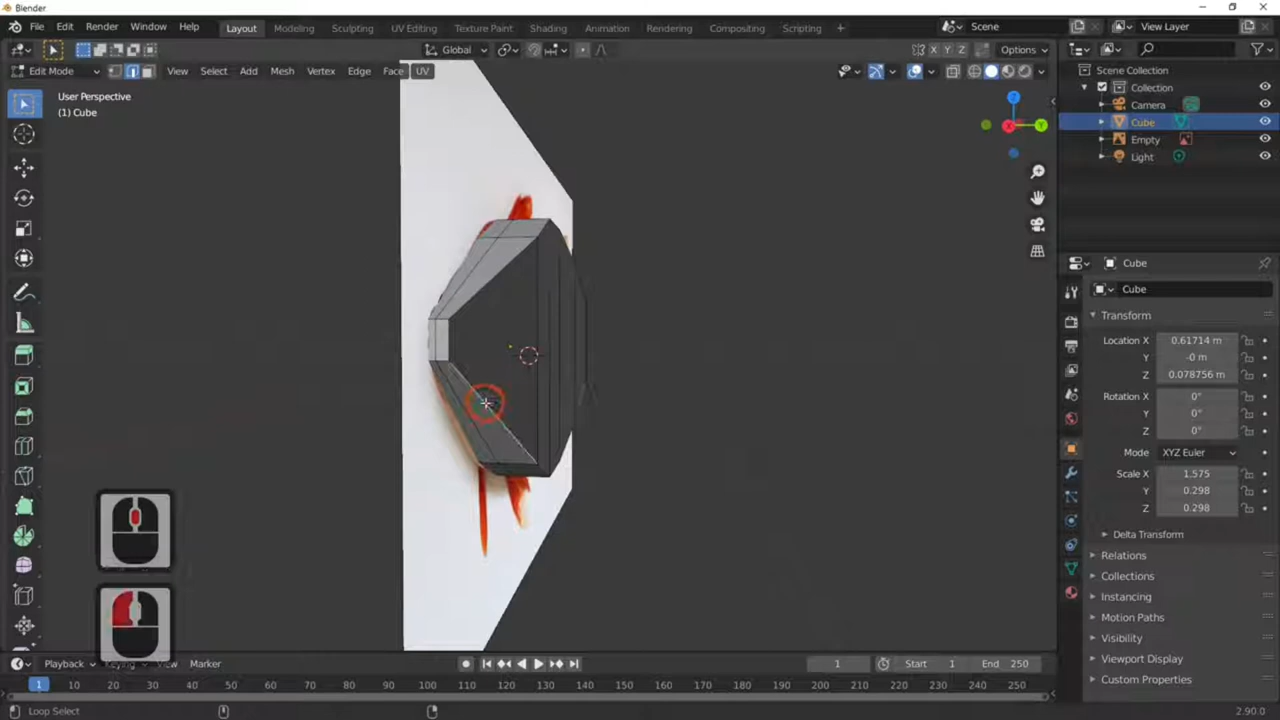 Blender
File Edit Render Window Help Layout Modeling Sculpting UV Editing Texture Paint Shading Animation Rendering Compositing Scripting + Scene View Layer
Global Options X Y Z
Edit Mode View Select Add Mesh Vertex Edge Face UV
User Perspective
(1) Cube
Z
X
Y
Scene Collection
Collection
Camera
Cube
Empty
Light
Cube
Cube
Transform
Location X 0.61714 m
Y -0 m
Z 0.078756 m
Rotation X 0°
Y 0°
Z 0°
Mode XYZ Euler
Scale X 1.575
Y 0.298
Z 0.298
Delta Transform
Relations
Collections
Instancing
Motion Paths
Visibility
Viewport Display
Custom Properties
Playback Keying View Marker 1 Start 1 End 250
1 10 20 30 40 50 60 70 80 90 100 110 120 130 140 150 160 170 180 190 200 210 220 230 240 250
Loop Select 2.90.0